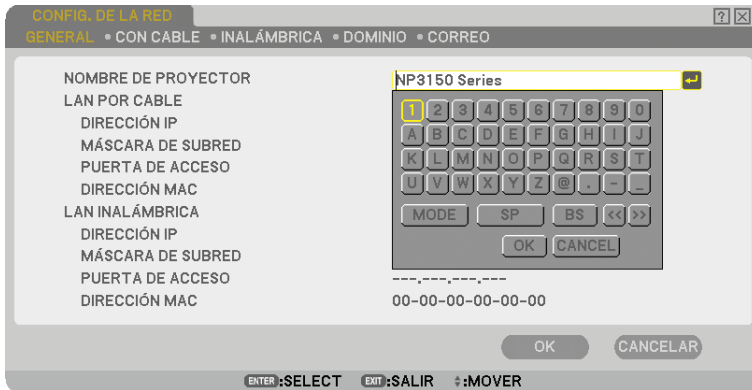 CONFIG. DE LA RED
GENERAL • CON CABLE • INALÁMBRICA • DOMINIO • CORREO
NOMBRE DE PROYECTOR NP3150 Series
LAN POR CABLE
DIRECCIÓN IP
MÁSCARA DE SUBRED
PUERTA DE ACCESO
DIRECCIÓN MAC
LAN INALÁMBRICA
DIRECCIÓN IP
MÁSCARA DE SUBRED
PUERTA DE ACCESO ---.---.---.---
DIRECCIÓN MAC 00-00-00-00-00-00
1 2 3 4 5 6 7 8 9 0
A B C D E F G H I J
K L M N O P Q R S T
U V W X Y Z @ . - _
MODE SP BS << >>
OK CANCEL
OK CANCELAR
ENTER :SELECT EXIT :SALIR :MOVER